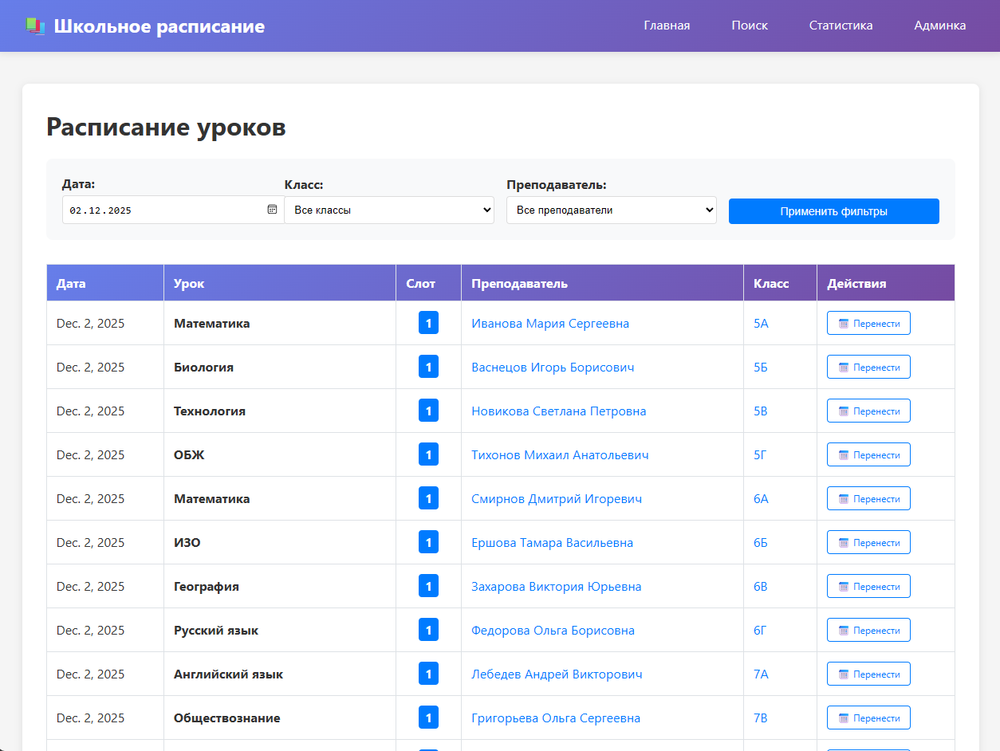 Школьное расписание
Главная Поиск Статистика Админка
Расписание уроков
Дата: Класс: Преподаватель:
02.12.2025 Все классы Все преподаватели Применить фильтры
Дата Урок Слот Преподаватель Класс Действия
Dec. 2, 2025 Математика 1 Иванова Мария Сергеевна 5А Перенести
Dec. 2, 2025 Биология 1 Васнецов Игорь Борисович 5Б Перенести
Dec. 2, 2025 Технология 1 Новикова Светлана Петровна 5В Перенести
Dec. 2, 2025 ОБЖ 1 Тихонов Михаил Анатольевич 5Г Перенести
Dec. 2, 2025 Математика 1 Смирнов Дмитрий Игоревич 6А Перенести
Dec. 2, 2025 ИЗО 1 Ершова Тамара Васильевна 6Б Перенести
Dec. 2, 2025 География 1 Захарова Виктория Юрьевна 6В Перенести
Dec. 2, 2025 Русский язык 1 Федорова Ольга Борисовна 6Г Перенести
Dec. 2, 2025 Английский язык 1 Лебедев Андрей Викторович 7А Перенести
Dec. 2, 2025 Обществознание 1 Григорьева Ольга Сергеевна 7В Перенести